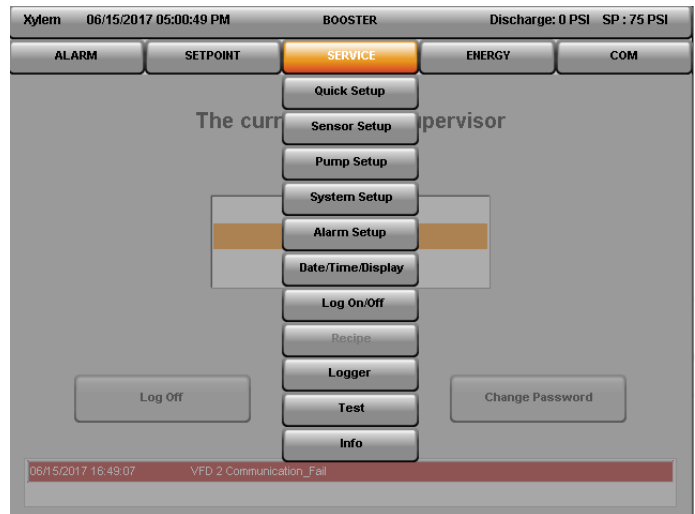 Xylem 06/15/2017 05:00:49 PM BOOSTER Discharge: 0 PSI SP : 75 PSI
ALARM SETPOINT SERVICE ENERGY COM
Quick Setup
The curr pervisor
Sensor Setup
Pump Setup
System Setup
Alarm Setup
Date/Time/Display
Log On/Off
Recipe
Logger
Log Off Change Password
Test
Info
06/15/2017 16:49:07 VFD 2 Communication_Fail